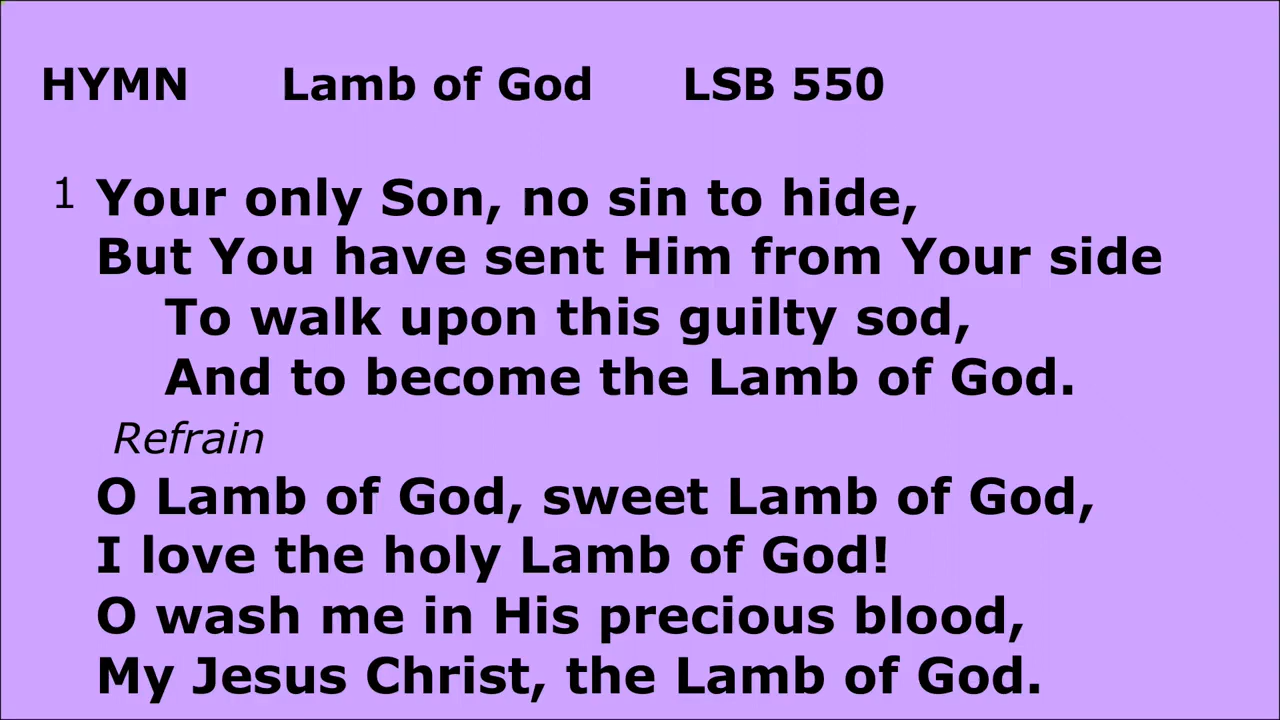 HYMN Lamb of God LSB 550
1 Your only Son, no sin to hide,
But You have sent Him from Your side
To walk upon this guilty sod,
And to become the Lamb of God.
Refrain
O Lamb of God, sweet Lamb of God,
I love the holy Lamb of God!
O wash me in His precious blood,
My Jesus Christ, the Lamb of God.